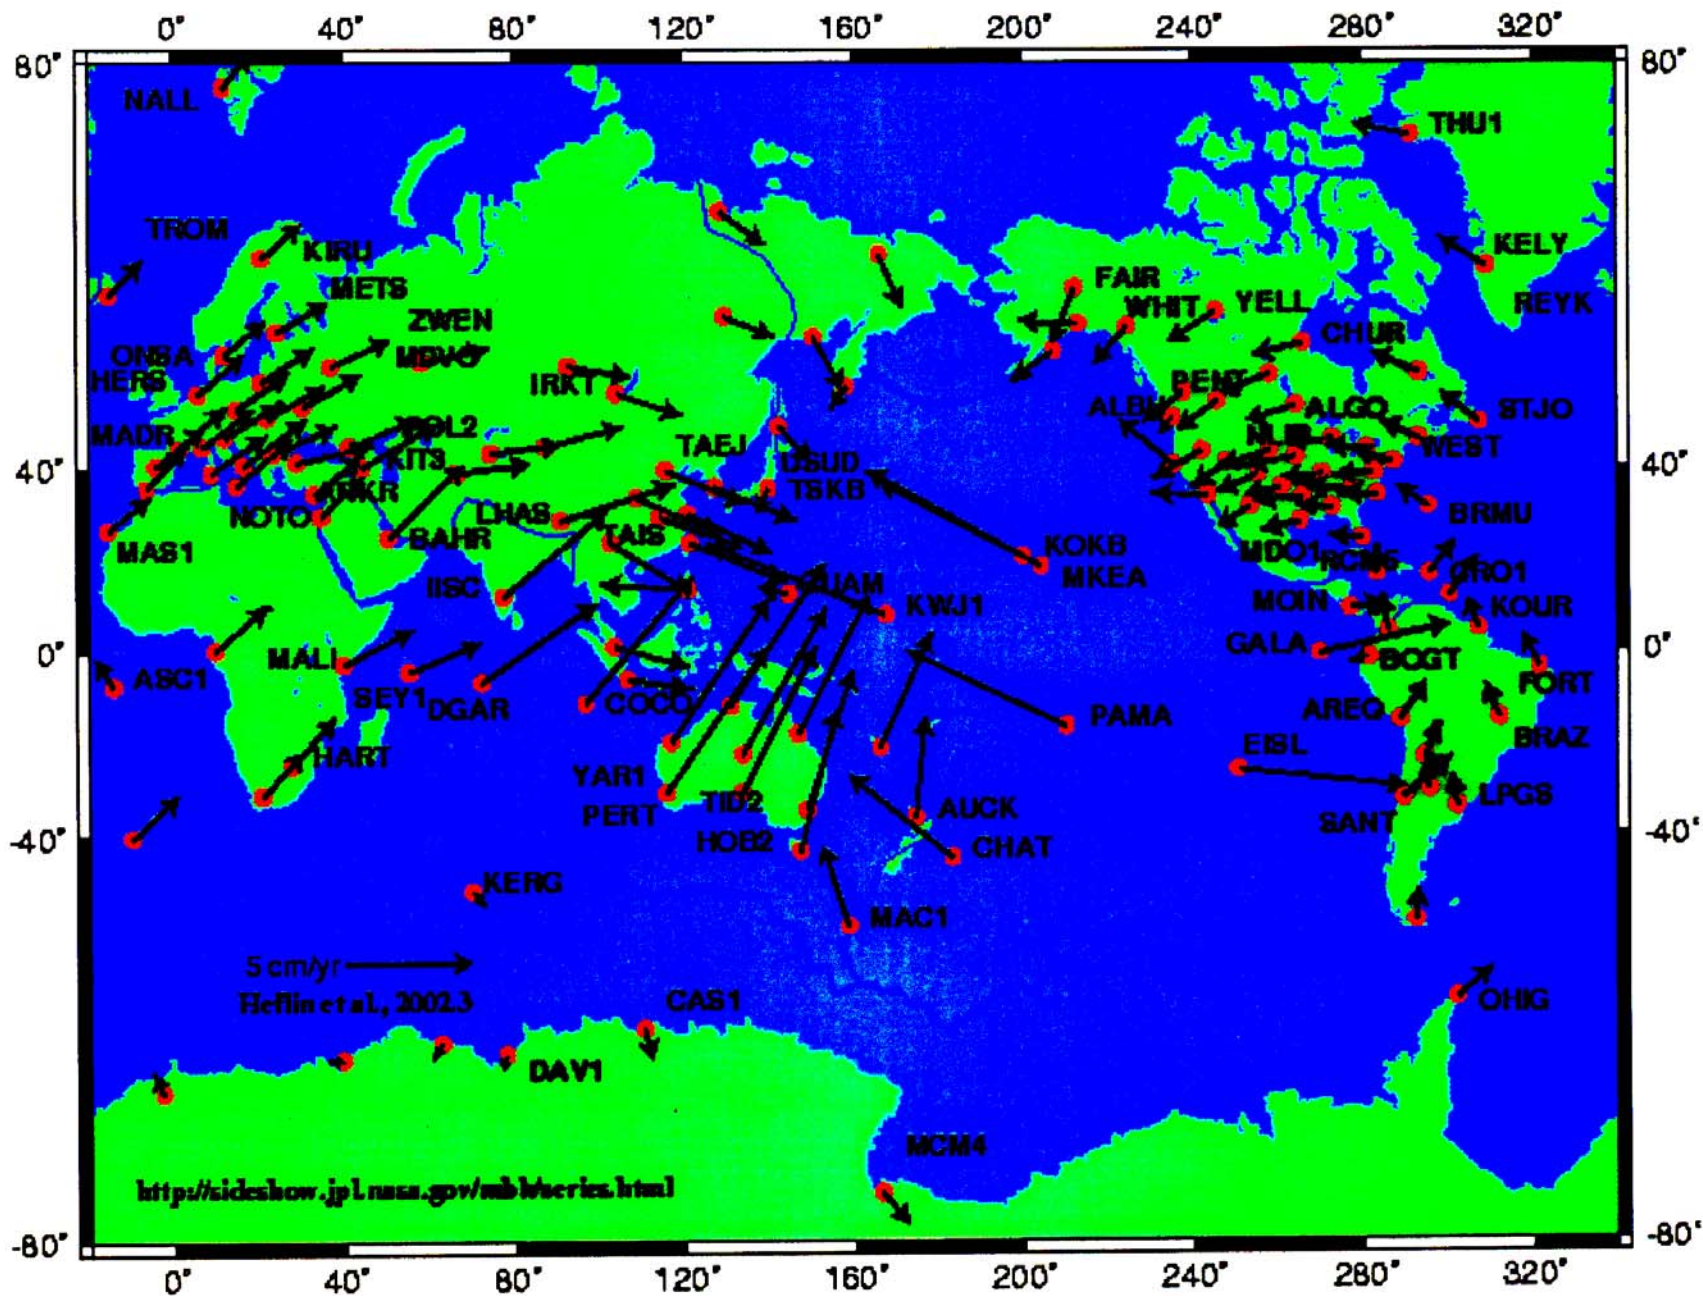 0° 40° 80° 120° 160° 200° 240° 280° 320°
80° 80°
NALL
THU1
TROM
KIRU
KELY
METS
FAIR
WHIT
YELL
REYK
ZWEN
CHUR
ONSA
MDVO
HERS
IRKT
PENT
ALBH
ALGO
STJO
MADR
POL2
TAEJ
NLIB
WEST
KIT3
USUD
40° 40°
ANKR
TSKB
NOTO
LHAS
BRMU
MAS1
BAHR
TAIS
KOKB
MDO1
RCM5
IISC
GUAM
MKEA
CRO1
KWJ1
MOIN
KOUR
0° 0°
GALA
MALI
BOGT
ASC1
FORT
SEY1
DGAR
COCO
PAMA
AREQ
HART
EISL
BRAZ
YAR1
PERT
TID2
AUCK
LPGS
SANT
-40° -40°
HOB2
CHAT
KERG
MAC1
5 cm/yr
Heflin et al., 2002.3
CAS1
OHIG
DAV1
MCM4
http://sideshow.jpl.nasa.gov/mbh/series.html
-80° -80°
0° 40° 80° 120° 160° 200° 240° 280° 320°